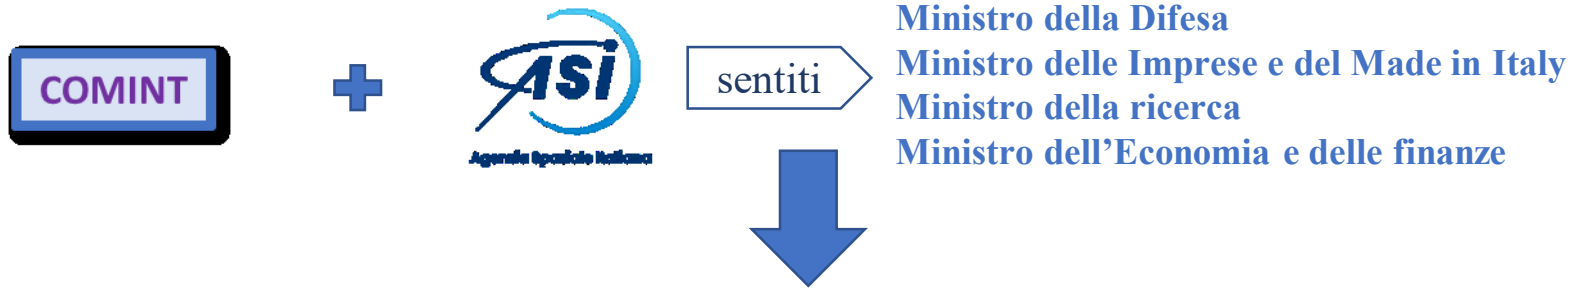 COMINT
ASI
Agenzia Spaziale Italiana
sentiti
Ministro della Difesa
Ministro delle Imprese e del Made in Italy
Ministro della ricerca
Ministro dell’Economia e delle finanze